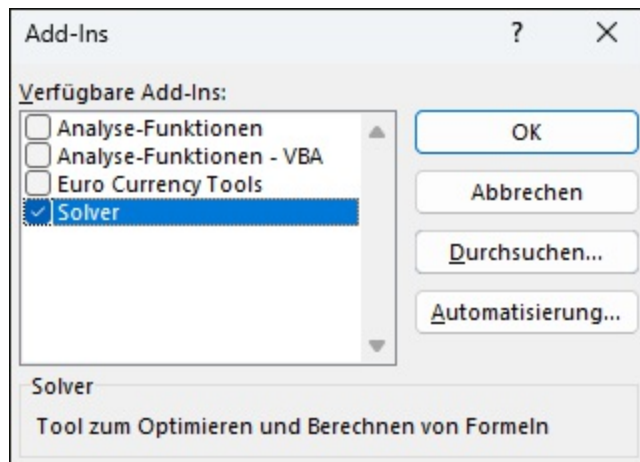 Add-Ins ?
Verfügbare Add-Ins:
Analyse-Funktionen
Analyse-Funktionen - VBA
Euro Currency Tools
Solver
OK
Abbrechen
Durchsuchen...
Automatisierung...
Solver
Tool zum Optimieren und Berechnen von Formeln